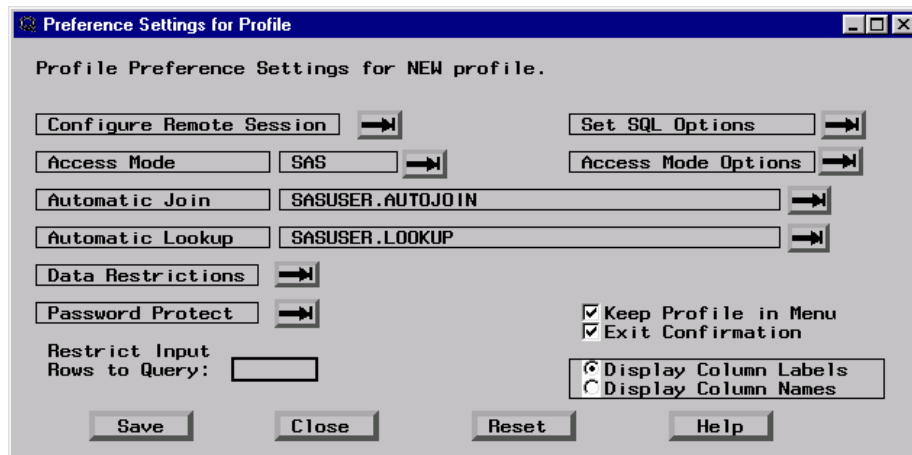 Preference Settings for Profile
Profile Preference Settings for NEW profile.
Configure Remote Session Set SQL Options
Access Mode SAS Access Mode Options
Automatic Join SASUSER.AUTOJOIN
Automatic Lookup SASUSER.LOOKUP
Data Restrictions
Password Protect
Keep Profile in Menu
Exit Confirmation
Restrict Input
Rows to Query:
Display Column Labels
Display Column Names
Save Close Reset Help